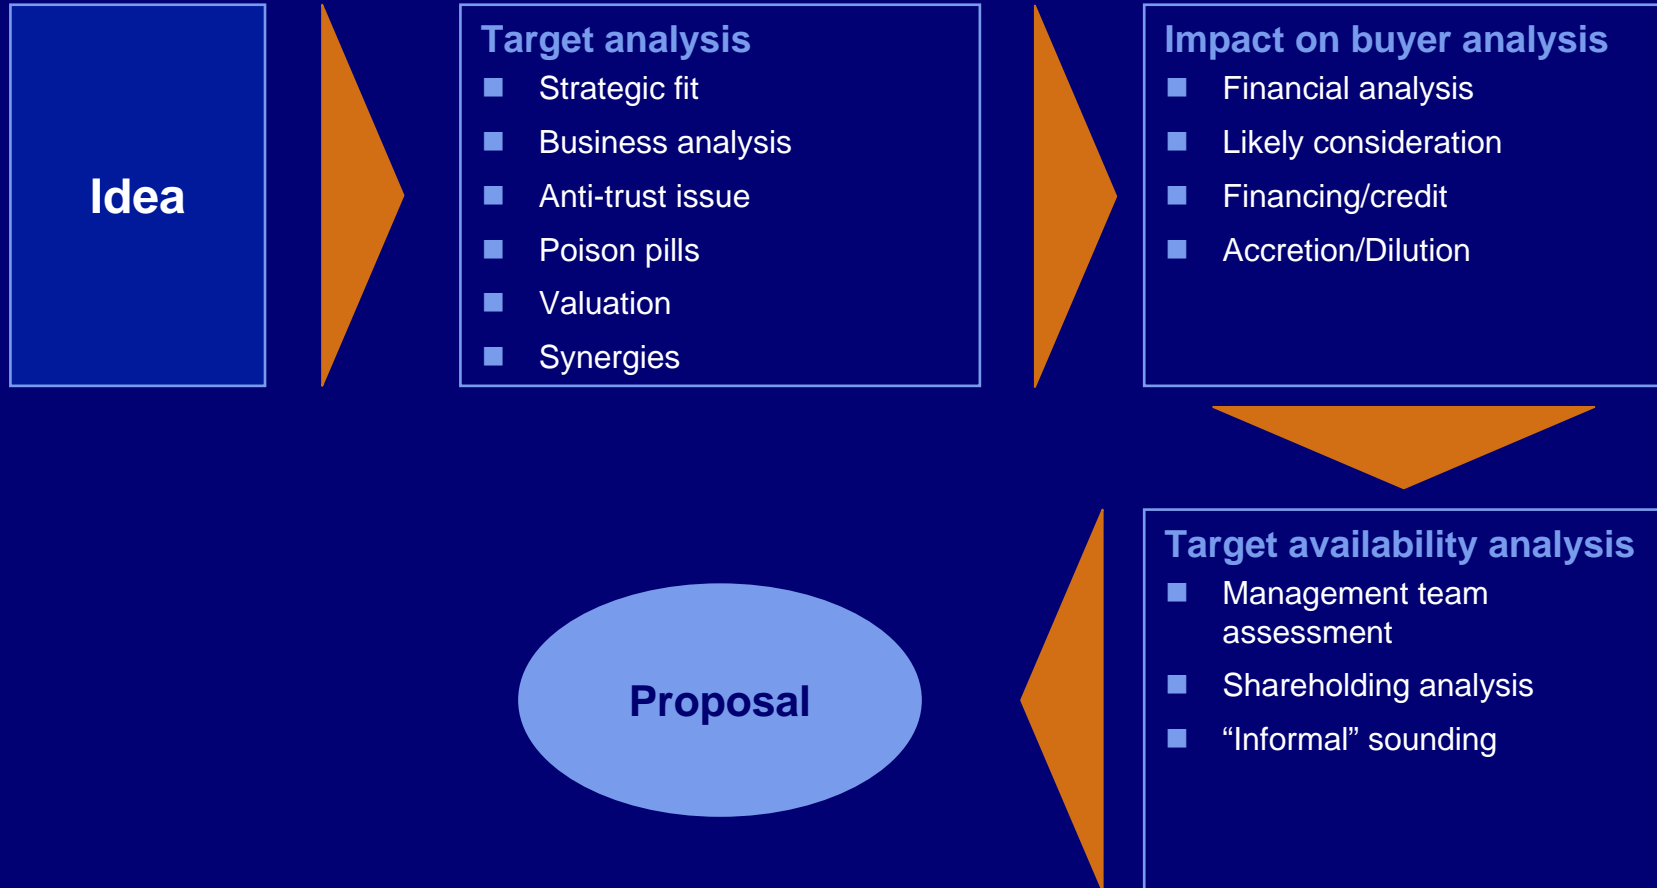 Idea
Target analysis
Strategic fit
Business analysis
Anti-trust issue
Poison pills
Valuation
Synergies
Impact on buyer analysis
Financial analysis
Likely consideration
Financing/credit
Accretion/Dilution
Target availability analysis
Management team
assessment
Shareholding analysis
“Informal” sounding
Proposal